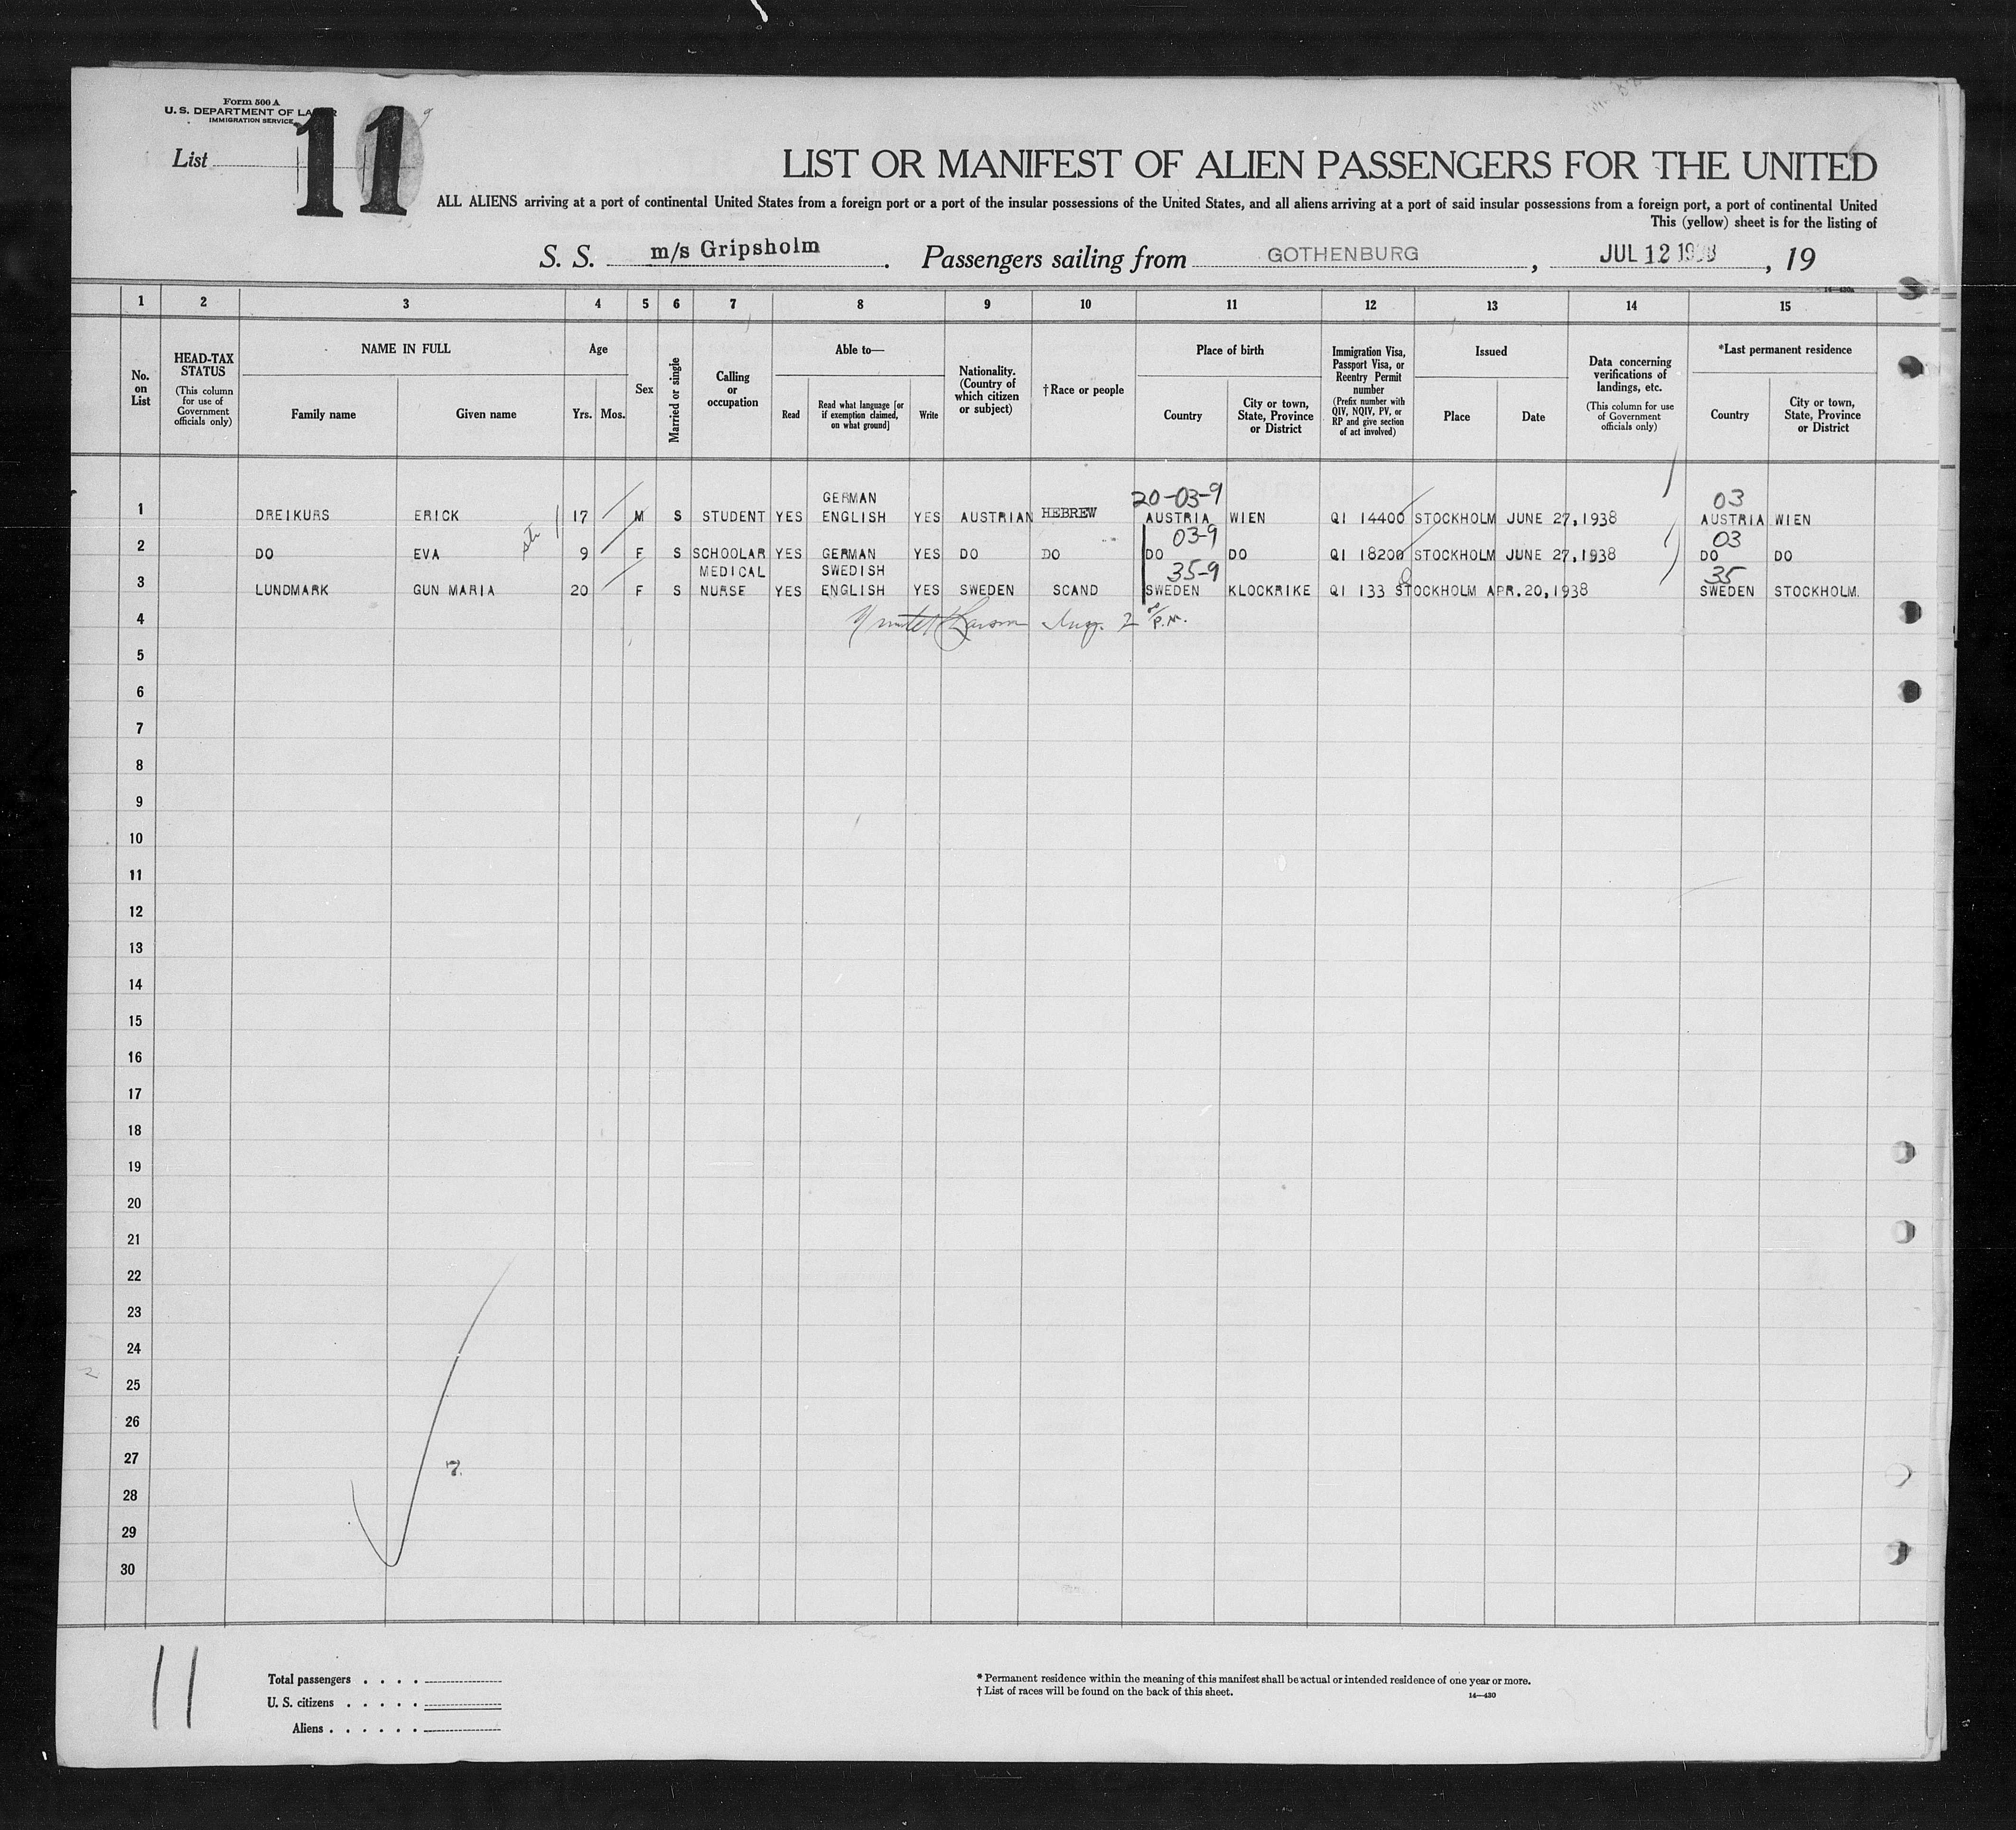 Form 500 A
U. S. DEPARTMENT OF LABOR
IMMIGRATION SERVICE
List 11
LIST OR MANIFEST OF ALIEN PASSENGERS FOR THE UNITED
ALL ALIENS arriving at a port of continental United States from a foreign port or a port of the insular possessions of the United States, and all aliens arriving at a port of said insular possessions from a foreign port, a port of continental United
This (yellow) sheet is for the listing of
S. S. m/s Gripsholm. Passengers sailing from GOTHENBURG, JUL 12 1938, 19
14—430A
1 2 3 4 5 6 7 8 9 10 11 12 13 14 15
No. on List
HEAD-TAX STATUS
(This column for use of Government officials only)
NAME IN FULL
Family name
Given name
Age
Yrs.
Mos.
Sex
Married or single
Calling or occupation
Able to—
Read
Read what language [or if exemption claimed, on what ground]
Write
Nationality. (Country of which citizen or subject)
†Race or people
Place of birth
Country
City or town, State, Province or District
Immigration Visa, Passport Visa, or Reentry Permit number
(Prefix number with QIV, NQIV, PV, or RP and give section of act involved)
Issued
Place
Date
Data concerning verifications of landings, etc.
(This column for use of Government officials only)
*Last permanent residence
Country
City or town, State, Province or District
GERMAN 20-03-9 03
1 DREIKURS ERICK 17 M S STUDENT YES ENGLISH YES AUSTRIAN HEBREW AUSTRIA WIEN QI 14400 STOCKHOLM JUNE 27,1938 AUSTRIA WIEN
03-9 03
2 DO EVA 9 F S SCHOOLAR YES GERMAN YES DO DO DO DO QI 18200 STOCKHOLM JUNE 27,1938 DO DO
MEDICAL SWEDISH 35-9 35
3 LUNDMARK GUN MARIA 20 F S NURSE YES ENGLISH YES SWEDEN SCAND SWEDEN KLOCKRIKE QI 133 STOCKHOLM APR.20,1938 SWEDEN STOCKHOLM.
4
5
6
7
8
9
10
11
12
13
14
15
16
17
18
19
20
21
22
23
24
25
26
27
28
29
30
7.
11
Total passengers . . . .
U. S. citizens . . . . .
Aliens . . . . . .
* Permanent residence within the meaning of this manifest shall be actual or intended residence of one year or more.
† List of races will be found on the back of this sheet.
14—430